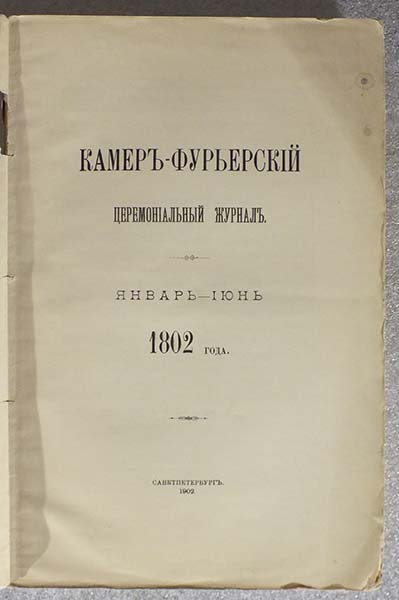 КАМЕРЪ-ФУРЬЕРСКІЙ
ЦЕРЕМОНІАЛЬНЫЙ ЖУРНАЛЪ.
ЯНВАРЬ—ІЮНЬ
1802 ГОДА.
САНКТПЕТЕРБУРГЪ.
1902